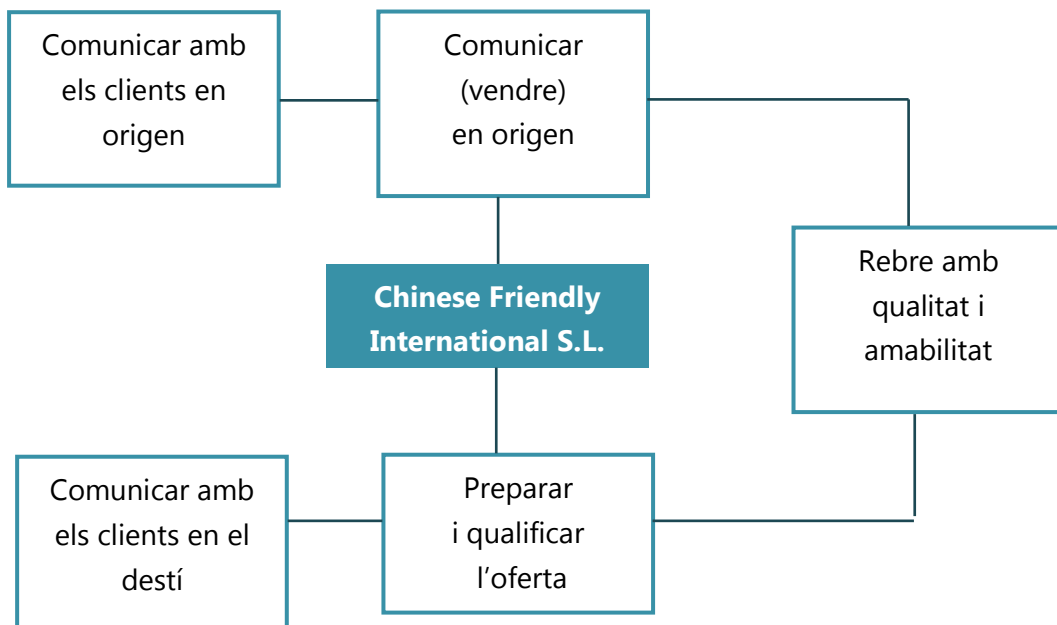 Comunicar amb
els clients en
origen
Comunicar
(vendre)
en origen
Rebre amb
qualitat i
amabilitat
Chinese Friendly
International S.L.
Comunicar amb
els clients en el
destí
Preparar
i qualificar
l’oferta